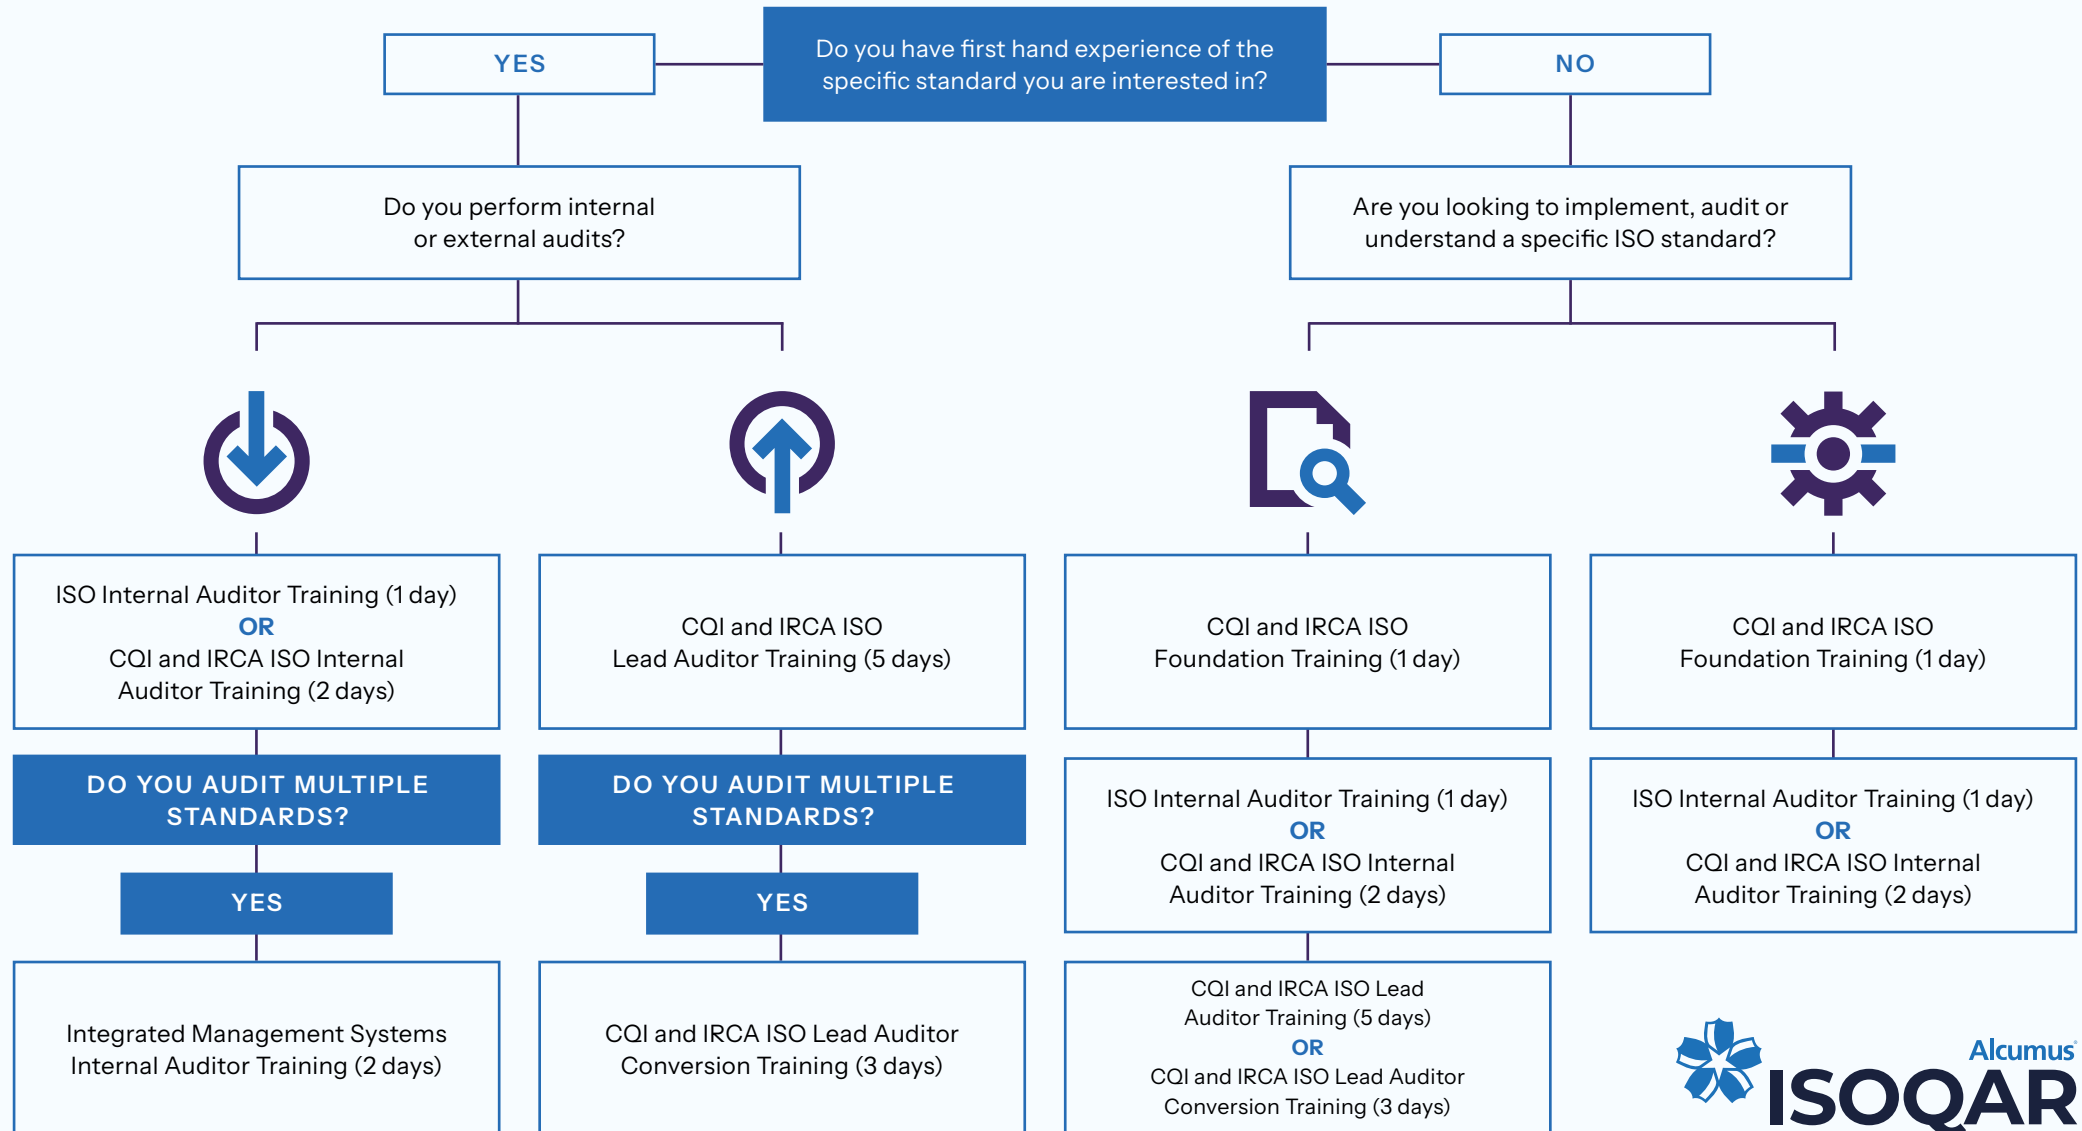 Do you have first hand experience of the
specific standard you are interested in?
YES
NO
Do you perform internal
or external audits?
Are you looking to implement, audit or
understand a specific ISO standard?
ISO Internal Auditor Training (1 day)
OR
CQI and IRCA ISO Internal
Auditor Training (2 days)
DO YOU AUDIT MULTIPLE
STANDARDS?
YES
Integrated Management Systems
Internal Auditor Training (2 days)
CQI and IRCA ISO
Lead Auditor Training (5 days)
DO YOU AUDIT MULTIPLE
STANDARDS?
YES
CQI and IRCA ISO Lead Auditor
Conversion Training (3 days)
CQI and IRCA ISO
Foundation Training (1 day)
ISO Internal Auditor Training (1 day)
OR
CQI and IRCA ISO Internal
Auditor Training (2 days)
CQI and IRCA ISO Lead
Auditor Training (5 days)
OR
CQI and IRCA ISO Lead Auditor
Conversion Training (3 days)
CQI and IRCA ISO
Foundation Training (1 day)
ISO Internal Auditor Training (1 day)
OR
CQI and IRCA ISO Internal
Auditor Training (2 days)
Alcumus
ISOQAR